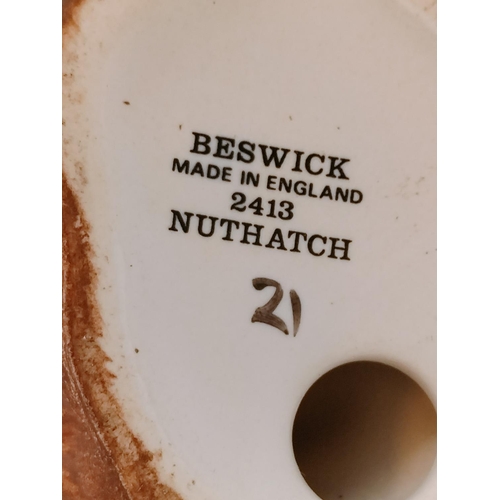 BESWICK
MADE IN ENGLAND
2413
NUTHATCH
21